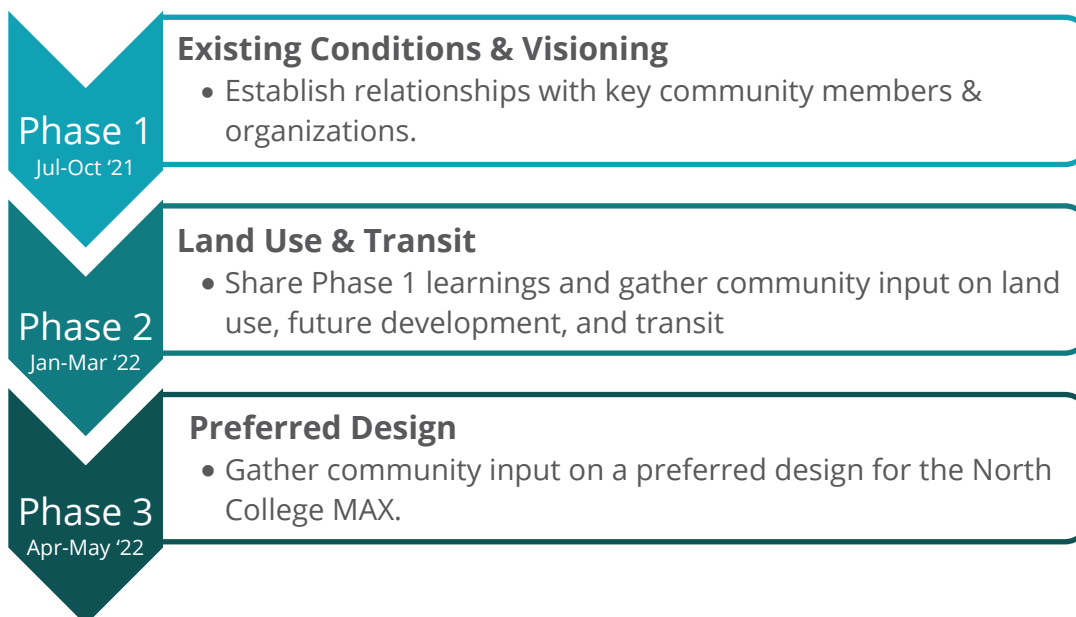 Phase 1
Jul-Oct ‘21
Existing Conditions & Visioning
• Establish relationships with key community members &
organizations.
Phase 2
Jan-Mar ‘22
Land Use & Transit
• Share Phase 1 learnings and gather community input on land
use, future development, and transit
Phase 3
Apr-May ‘22
Preferred Design
• Gather community input on a preferred design for the North
College MAX.